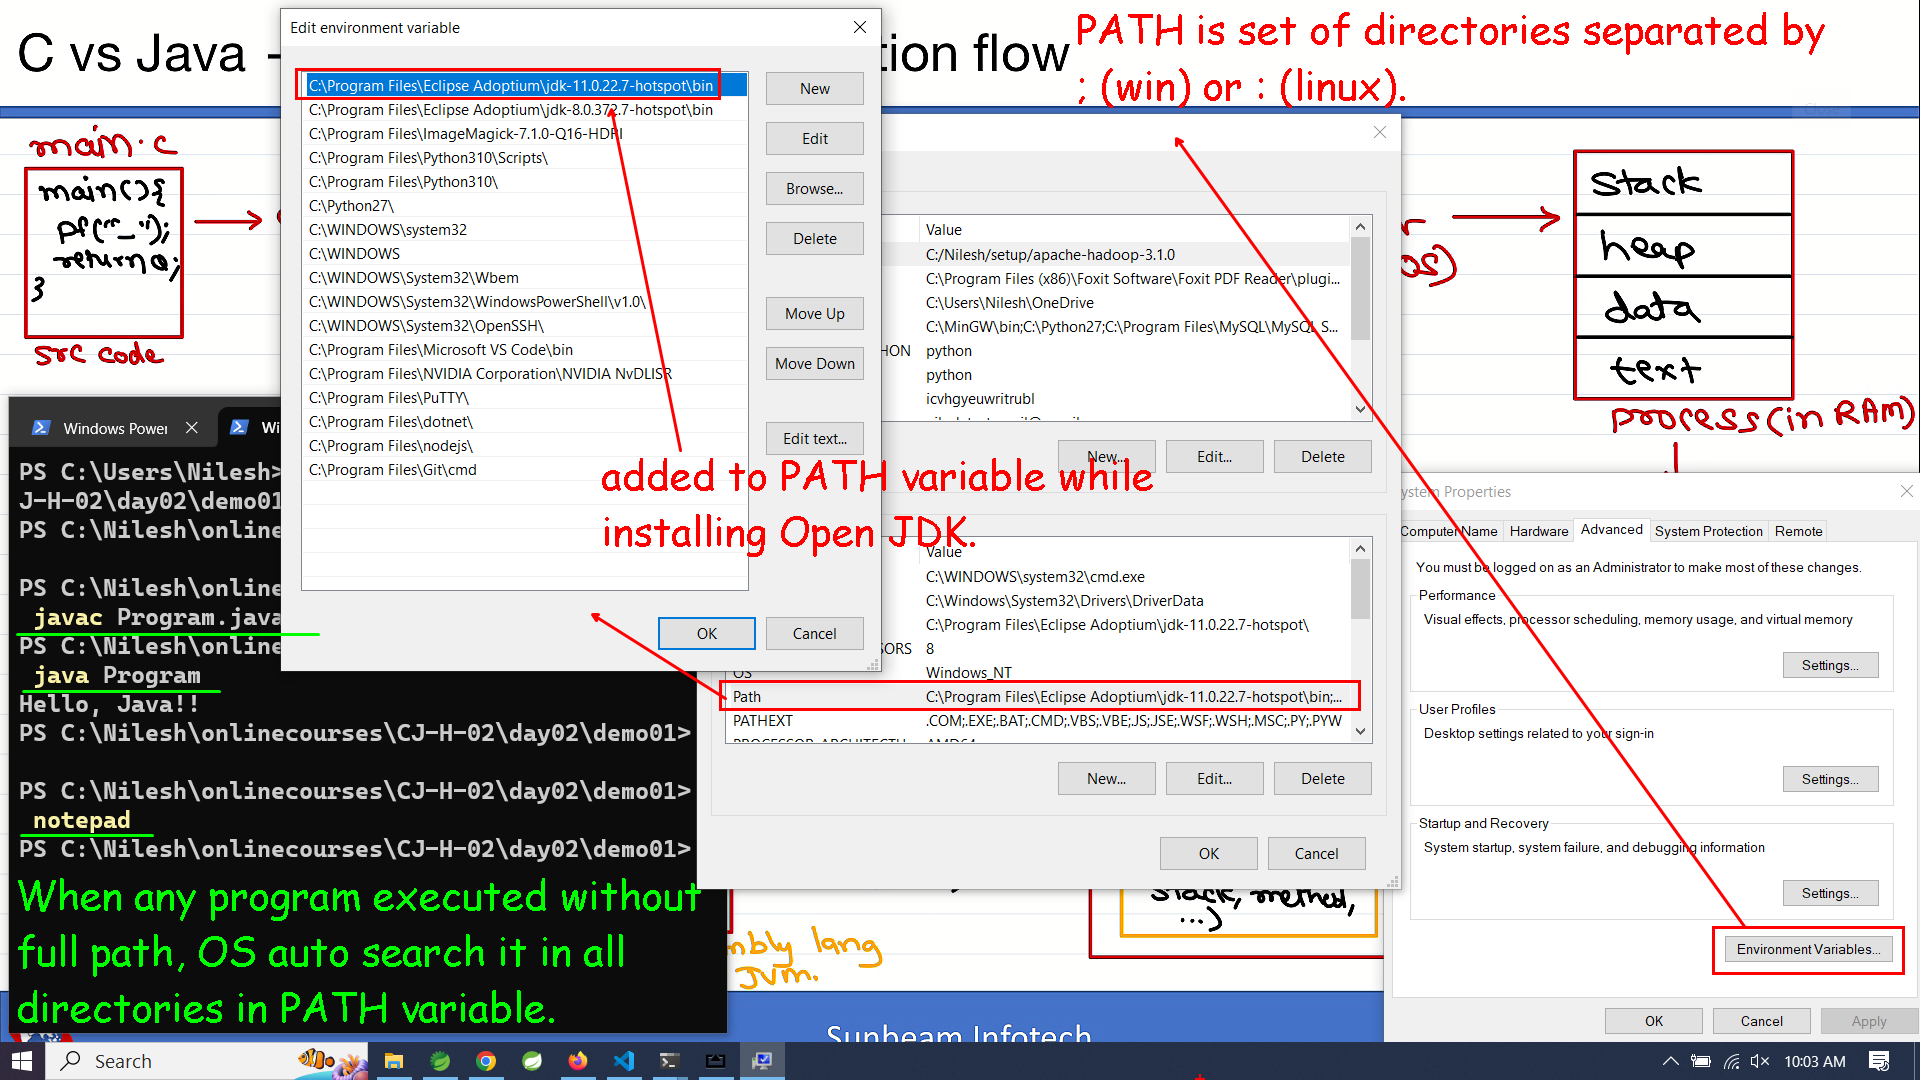 C vs Java -
tion flow
PATH is set of directories separated by
; (win) or : (linux).
main.c
main(){
pf("_");
return 0;
}
src code
stack
heap
data
text
process (in RAM)
OS)
Edit environment variable
C:\Program Files\Eclipse Adoptium\jdk-11.0.22.7-hotspot\bin
C:\Program Files\Eclipse Adoptium\jdk-8.0.372.7-hotspot\bin
C:\Program Files\ImageMagick-7.1.0-Q16-HDRI
C:\Program Files\Python310\Scripts\
C:\Program Files\Python310\
C:\Python27\
C:\WINDOWS\system32
C:\WINDOWS
C:\WINDOWS\System32\Wbem
C:\WINDOWS\System32\WindowsPowerShell\v1.0\
C:\WINDOWS\System32\OpenSSH\
C:\Program Files\Microsoft VS Code\bin
C:\Program Files\NVIDIA Corporation\NVIDIA NvDLISR
C:\Program Files\PuTTY\
C:\Program Files\dotnet\
C:\Program Files\nodejs\
C:\Program Files\Git\cmd
New
Edit
Browse...
Delete
Move Up
Move Down
Edit text...
OK
Cancel
added to PATH variable while
installing Open JDK.
Value
C:/Nilesh/setup/apache-hadoop-3.1.0
C:\Program Files (x86)\Foxit Software\Foxit PDF Reader\plugi...
C:\Users\Nilesh\OneDrive
C:\MinGW\bin;C:\Python27;C:\Program Files\MySQL\MySQL S...
HON python
python
icvhgyeuwritrubl
New...
Edit...
Delete
Value
C:\WINDOWS\system32\cmd.exe
C:\Windows\System32\Drivers\DriverData
C:\Program Files\Eclipse Adoptium\jdk-11.0.22.7-hotspot\
SORS 8
OS Windows_NT
Path C:\Program Files\Eclipse Adoptium\jdk-11.0.22.7-hotspot\bin;...
PATHEXT .COM;.EXE;.BAT;.CMD;.VBS;.VBE;.JS;.JSE;.WSF;.WSH;.MSC;.PY;.PYW
PROCESSOR_ARCHITECTU AMD64
New...
Edit...
Delete
OK
Cancel
ystem Properties
Computer Name
Hardware
Advanced
System Protection
Remote
You must be logged on as an Administrator to make most of these changes.
Performance
Visual effects, processor scheduling, memory usage, and virtual memory
Settings...
User Profiles
Desktop settings related to your sign-in
Settings...
Startup and Recovery
System startup, system failure, and debugging information
Settings...
Environment Variables...
OK
Cancel
Apply
Windows Power
Wi
PS C:\Users\Nilesh>
J-H-02\day02\demo01
PS C:\Nilesh\online
PS C:\Nilesh\online
javac Program.java
PS C:\Nilesh\online
java Program
Hello, Java!!
PS C:\Nilesh\onlinecourses\CJ-H-02\day02\demo01>
PS C:\Nilesh\onlinecourses\CJ-H-02\day02\demo01>
notepad
PS C:\Nilesh\onlinecourses\CJ-H-02\day02\demo01>
When any program executed without
full path, OS auto search it in all
directories in PATH variable.
stack, method,
...)
mbly lang
JVM.
Sunbeam Infotech
Search
10:03 AM